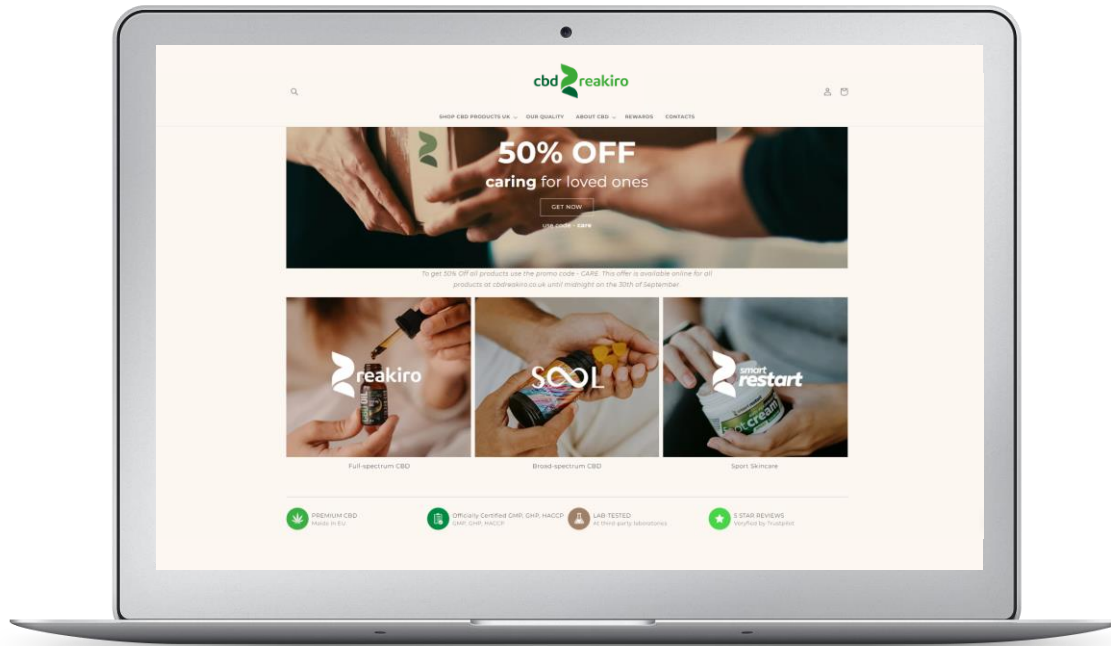 cbd reakiro
SHOP CBD PRODUCTS UK OUR QUALITY ABOUT CBD REWARDS CONTACTS
50% OFF
caring for loved ones
GET NOW
use code - care
To get 50% Off all products use the promo code - CARE. This offer is available online for all
products at cbdreakiro.co.uk until midnight on the 30th of September
reakiro
SOOL
smart
restart
sport cream
Full-spectrum CBD
Broad-spectrum CBD
Sport Skincare
PREMIUM CBD
Made in EU
Officially Certified GMP, GHP, HACCP
GMP, GHP, HACCP
LAB-TESTED
At third party laboratories
5 STAR REVIEWS
Veryfied by Trustpilot